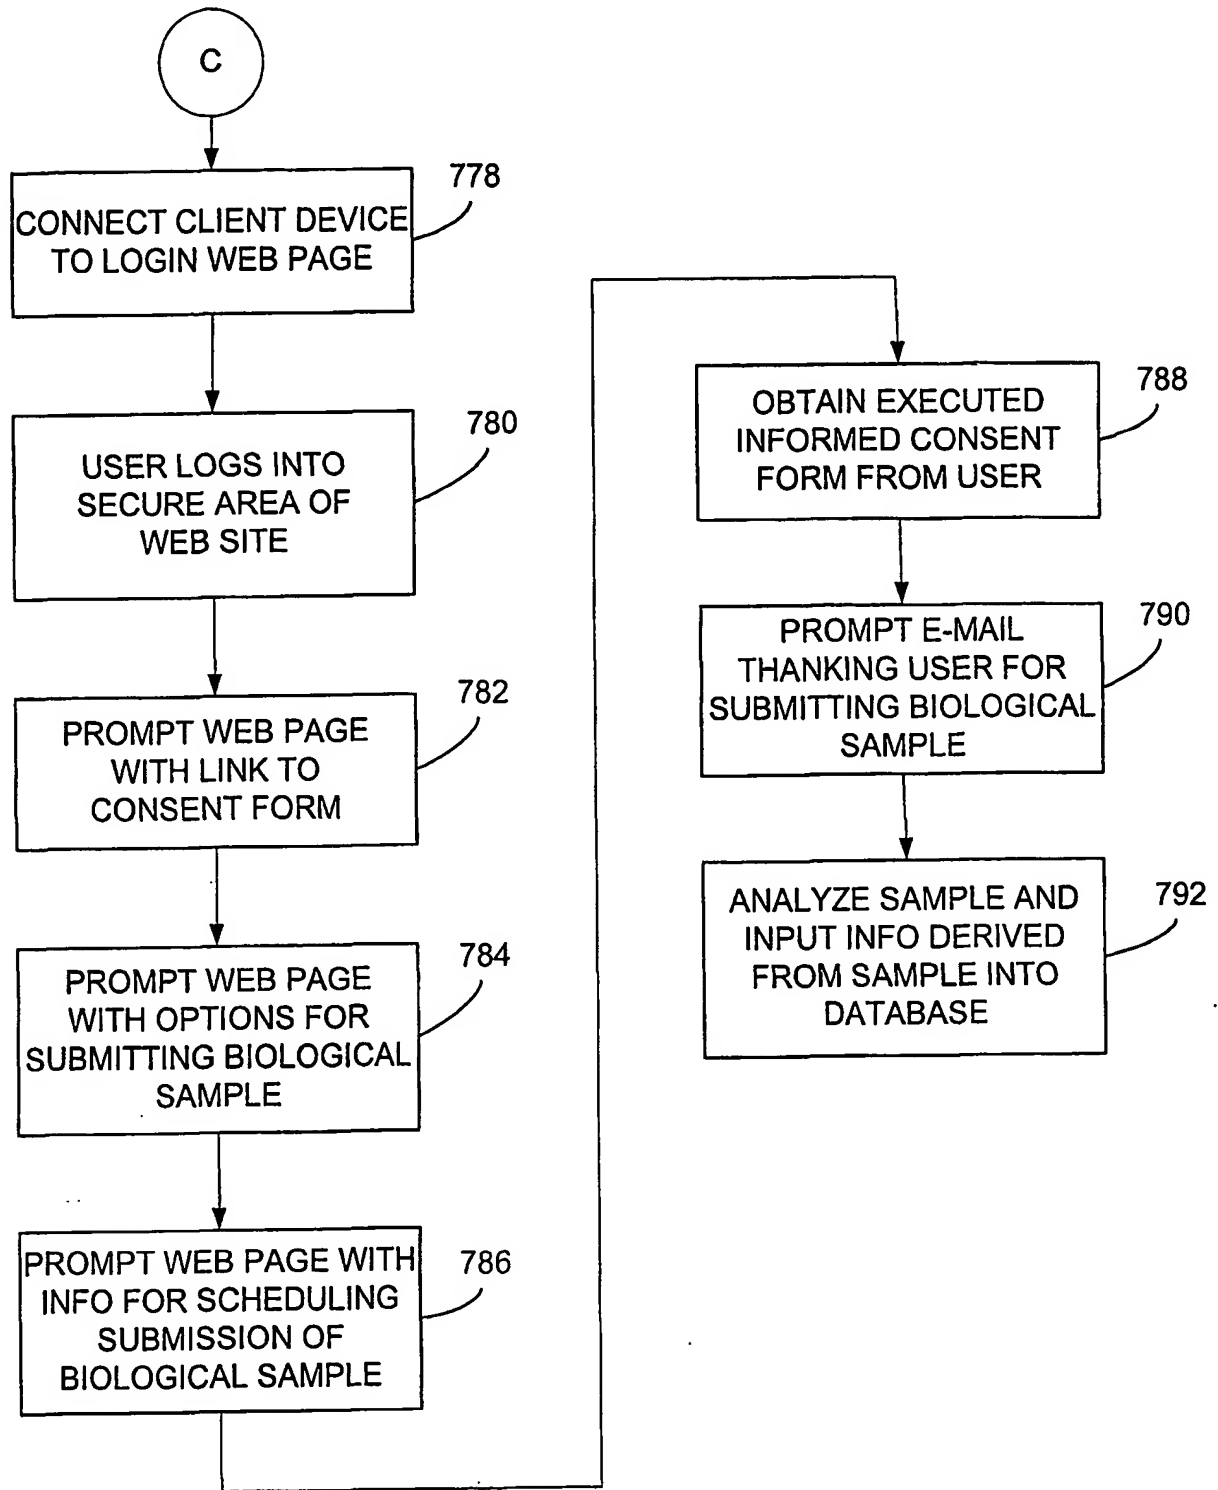 C
778
CONNECT CLIENT DEVICE
TO LOGIN WEB PAGE
780
USER LOGS INTO
SECURE AREA OF
WEB SITE
782
PROMPT WEB PAGE
WITH LINK TO
CONSENT FORM
784
PROMPT WEB PAGE
WITH OPTIONS FOR
SUBMITTING BIOLOGICAL
SAMPLE
786
PROMPT WEB PAGE WITH
INFO FOR SCHEDULING
SUBMISSION OF
BIOLOGICAL SAMPLE
788
OBTAIN EXECUTED
INFORMED CONSENT
FORM FROM USER
790
PROMPT E-MAIL
THANKING USER FOR
SUBMITTING BIOLOGICAL
SAMPLE
792
ANALYZE SAMPLE AND
INPUT INFO DERIVED
FROM SAMPLE INTO
DATABASE